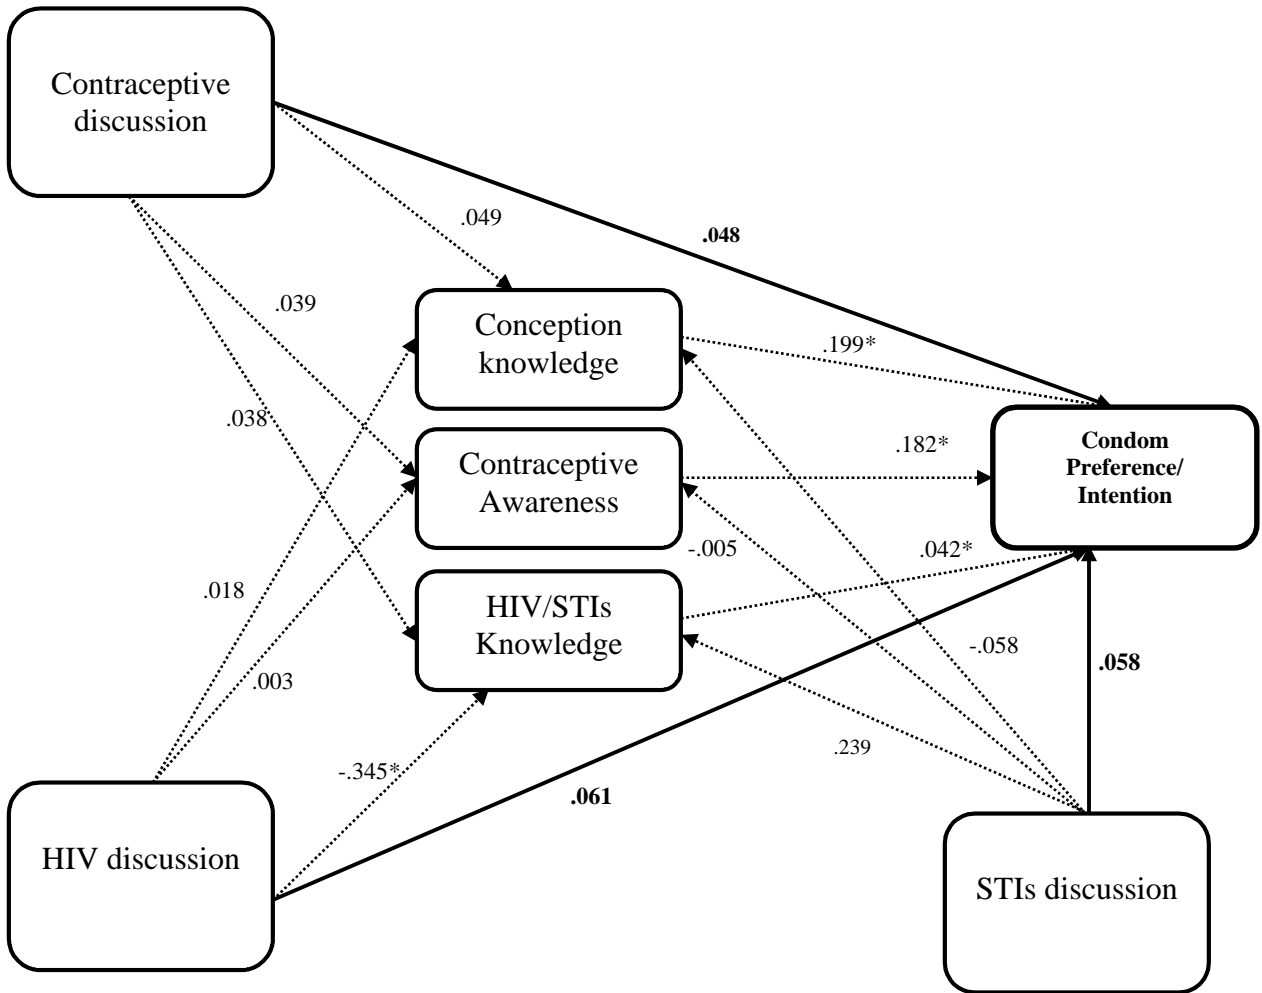 Contraceptive
discussion
.049
.048
.039
Conception
knowledge
.199*
.038
Contraceptive
Awareness
.182*
Condom
Preference/
Intention
-.005
.042*
.018
HIV/STIs
Knowledge
-.058
.058
.003
.239
-.345*
.061
HIV discussion
STIs discussion